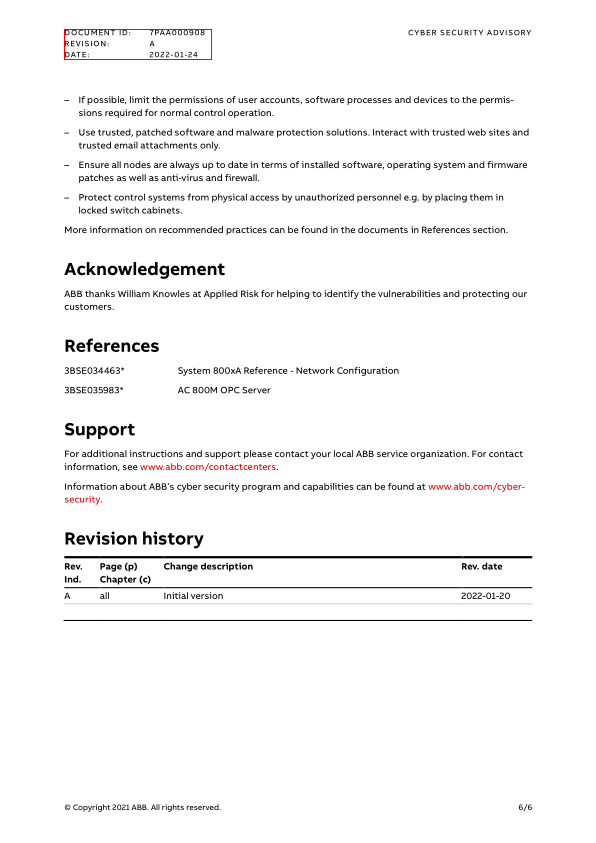 DOCUMENT ID: 7PAA000908
REVISION: A
DATE: 2022-01-24
CYBER SECURITY ADVISORY
– If possible, limit the permissions of user accounts, software processes and devices to the permis-
sions required for normal control operation.
– Use trusted, patched software and malware protection solutions. Interact with trusted web sites and
trusted email attachments only.
– Ensure all nodes are always up to date in terms of installed software, operating system and firmware
patches as well as anti-virus and firewall.
– Protect control systems from physical access by unauthorized personnel e.g. by placing them in
locked switch cabinets.
More information on recommended practices can be found in the documents in References section.
Acknowledgement
ABB thanks William Knowles at Applied Risk for helping to identify the vulnerabilities and protecting our
customers.
References
3BSE034463* System 800xA Reference - Network Configuration
3BSE035983* AC 800M OPC Server
Support
For additional instructions and support please contact your local ABB service organization. For contact
information, see www.abb.com/contactcenters.
Information about ABB's cyber security program and capabilities can be found at www.abb.com/cyber-
security.
Revision history
Rev. Page (p) Change description Rev. date
Ind. Chapter (c)
A all Initial version 2022-01-20
© Copyright 2021 ABB. All rights reserved. 6/6